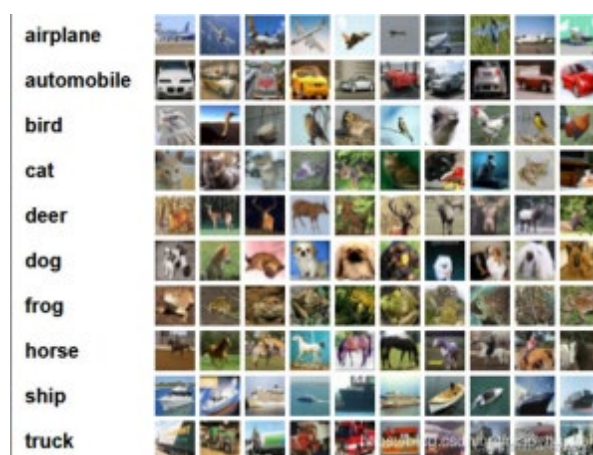 airplane
automobile
bird
cat
deer
dog
frog
horse
ship
truck